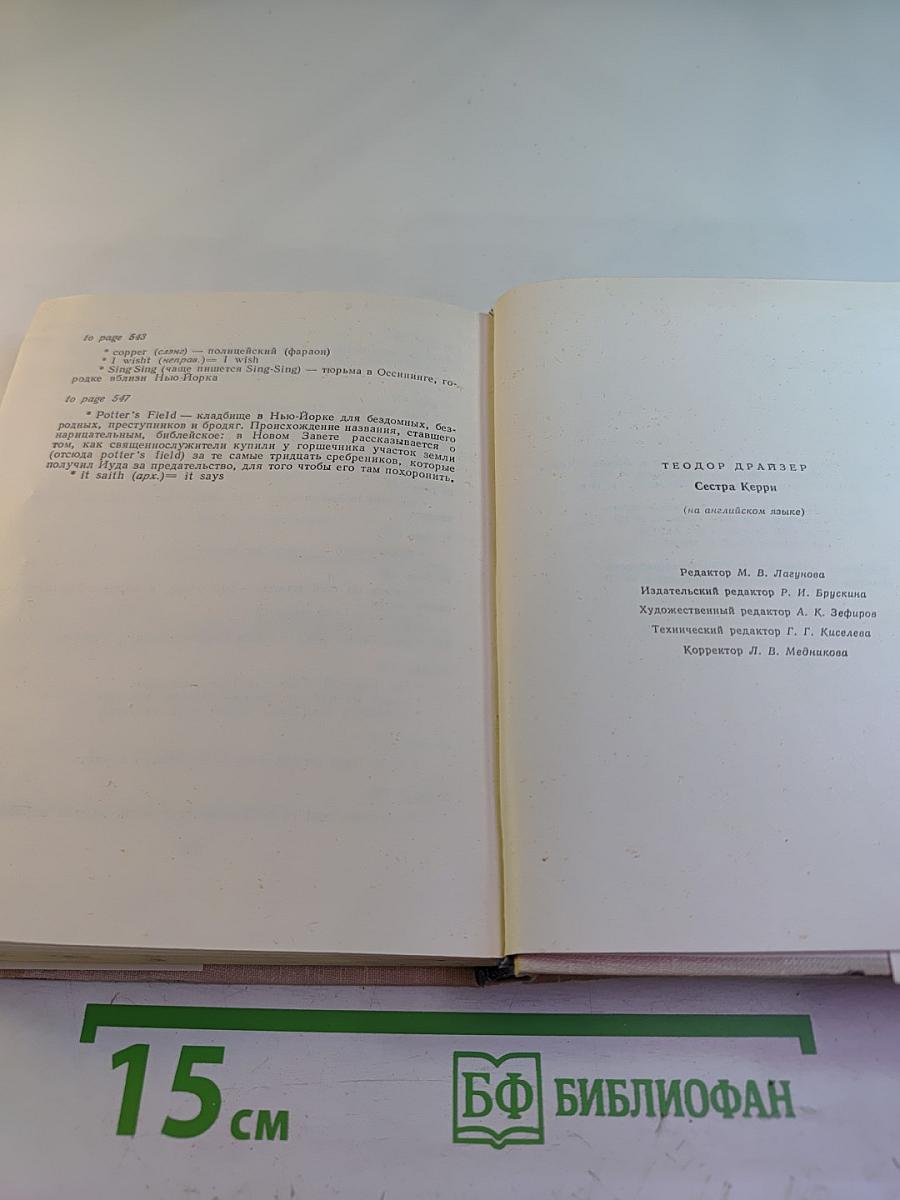 to page 543
* copper (сленг) — полицейский (фараон)
* I wisht (неправ.)= I wish
* Sing Sing (чаще пишется Sing-Sing) — тюрьма в Оссининге, го-
родке вблизи Нью-Йорка
to page 547
* Potter's Field — кладбище в Нью-Йорке для бездомных, без-
родных, преступников и бродяг. Происхождение названия, ставшего
нарицательным, библейское: в Новом Завете рассказывается о
том, как священнослужители купили у горшечника участок земли
(отсюда potter's field) за те самые тридцать сребреников, которые
получил Иуда за предательство, для того чтобы его там похоронить.
* it saith (арх.)= it says
ТЕОДОР ДРАЙЗЕР
Сестра Керри
(на английском языке)
Редактор М. В. Лагунова
Издательский редактор Р. И. Брускина
Художественный редактор А. К. Зефиров
Технический редактор Г. Г. Киселева
Корректор Л. В. Медникова
15 см
БФ БИБЛИОФАН